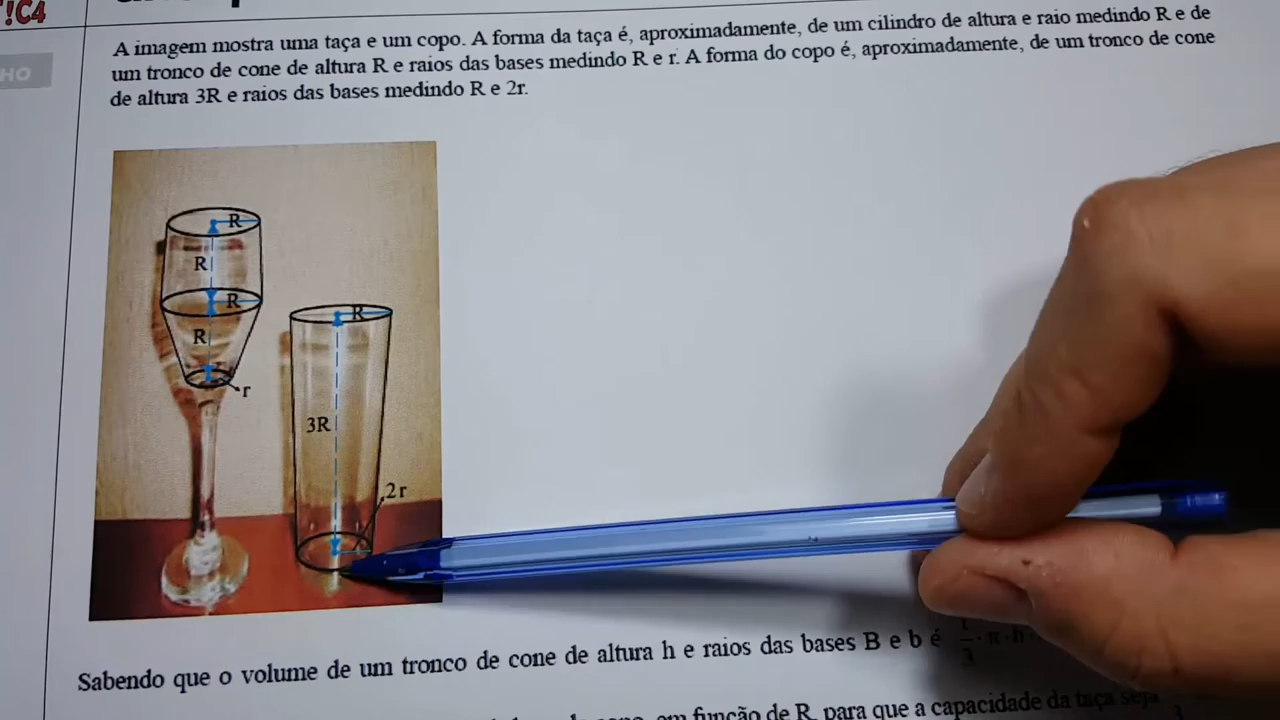 !C4
HO
A imagem mostra uma taça e um copo. A forma da taça é, aproximadamente, de um cilindro de altura e raio medindo R e de
um tronco de cone de altura R e raios das bases medindo R e r. A forma do copo é, aproximadamente, de um tronco de cone
de altura 3R e raios das bases medindo R e 2r.
R
R
R
R
R
r
3R
2r
Sabendo que o volume de um tronco de cone de altura h e raios das bases B e b é
em função de R, para que a capacidade da taça seja